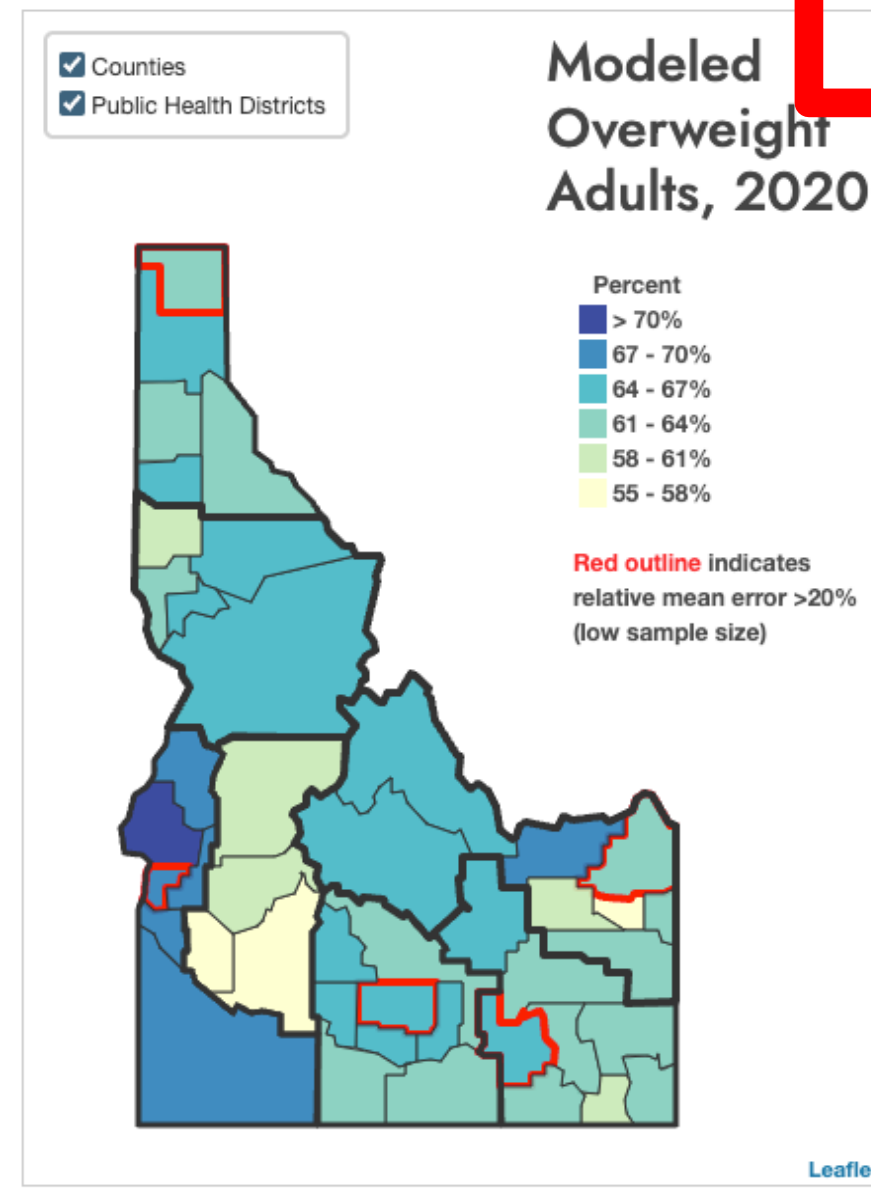 Counties
Public Health Districts
Modeled
Overweight
Adults, 2020
Percent
> 70%
67 - 70%
64 - 67%
61 - 64%
58 - 61%
55 - 58%
Red outline indicates
relative mean error >20%
(low sample size)
Leafle